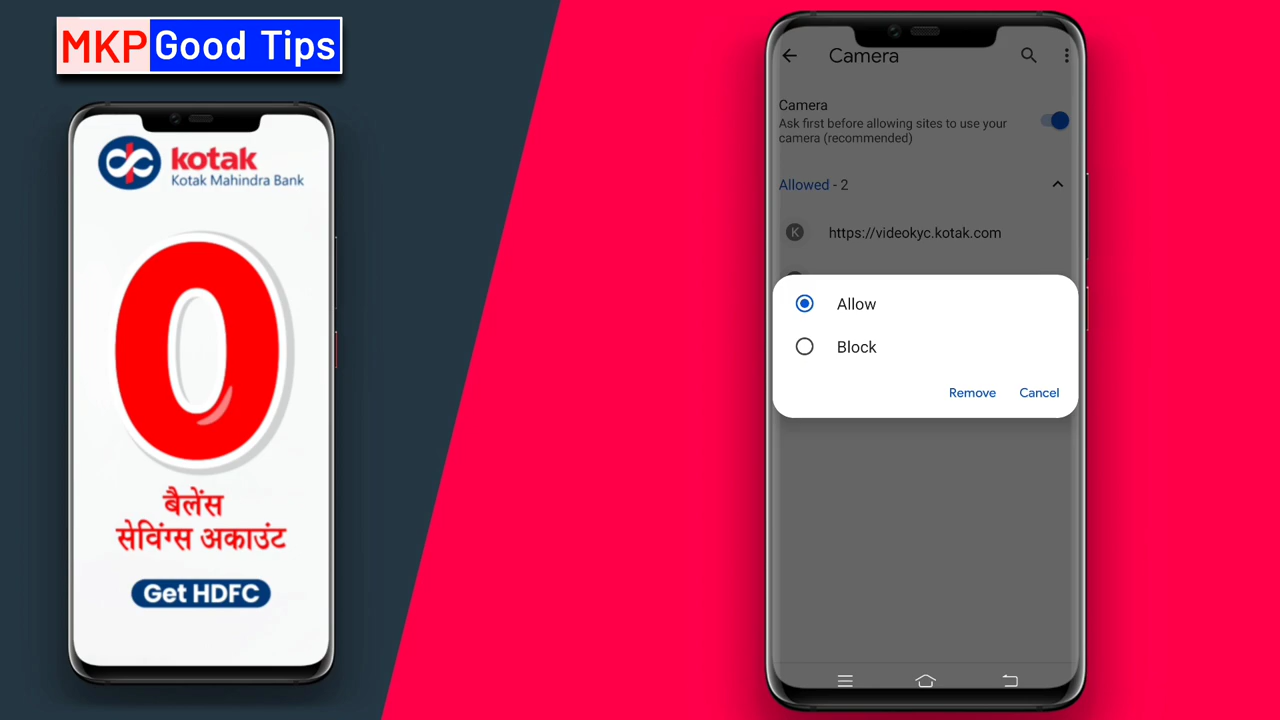 MKP Good Tips
kotak
Kotak Mahindra Bank
0
बैलेंस
सेविंग्स अकाउंट
Get HDFC
Camera
Camera
Ask first before allowing sites to use your
camera (recommended)
Allowed - 2
K
https://videokyc.kotak.com
Allow
Block
Remove Cancel